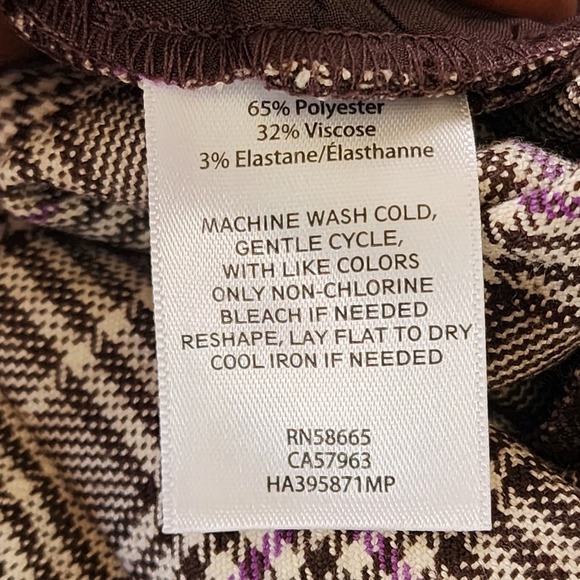 65% Polyester
32% Viscose
3% Elastane/Élasthanne
MACHINE WASH COLD,
GENTLE CYCLE,
WITH LIKE COLORS
ONLY NON-CHLORINE
BLEACH IF NEEDED
RESHAPE, LAY FLAT TO DRY
COOL IRON IF NEEDED
RN58665
CA57963
HA395871MP